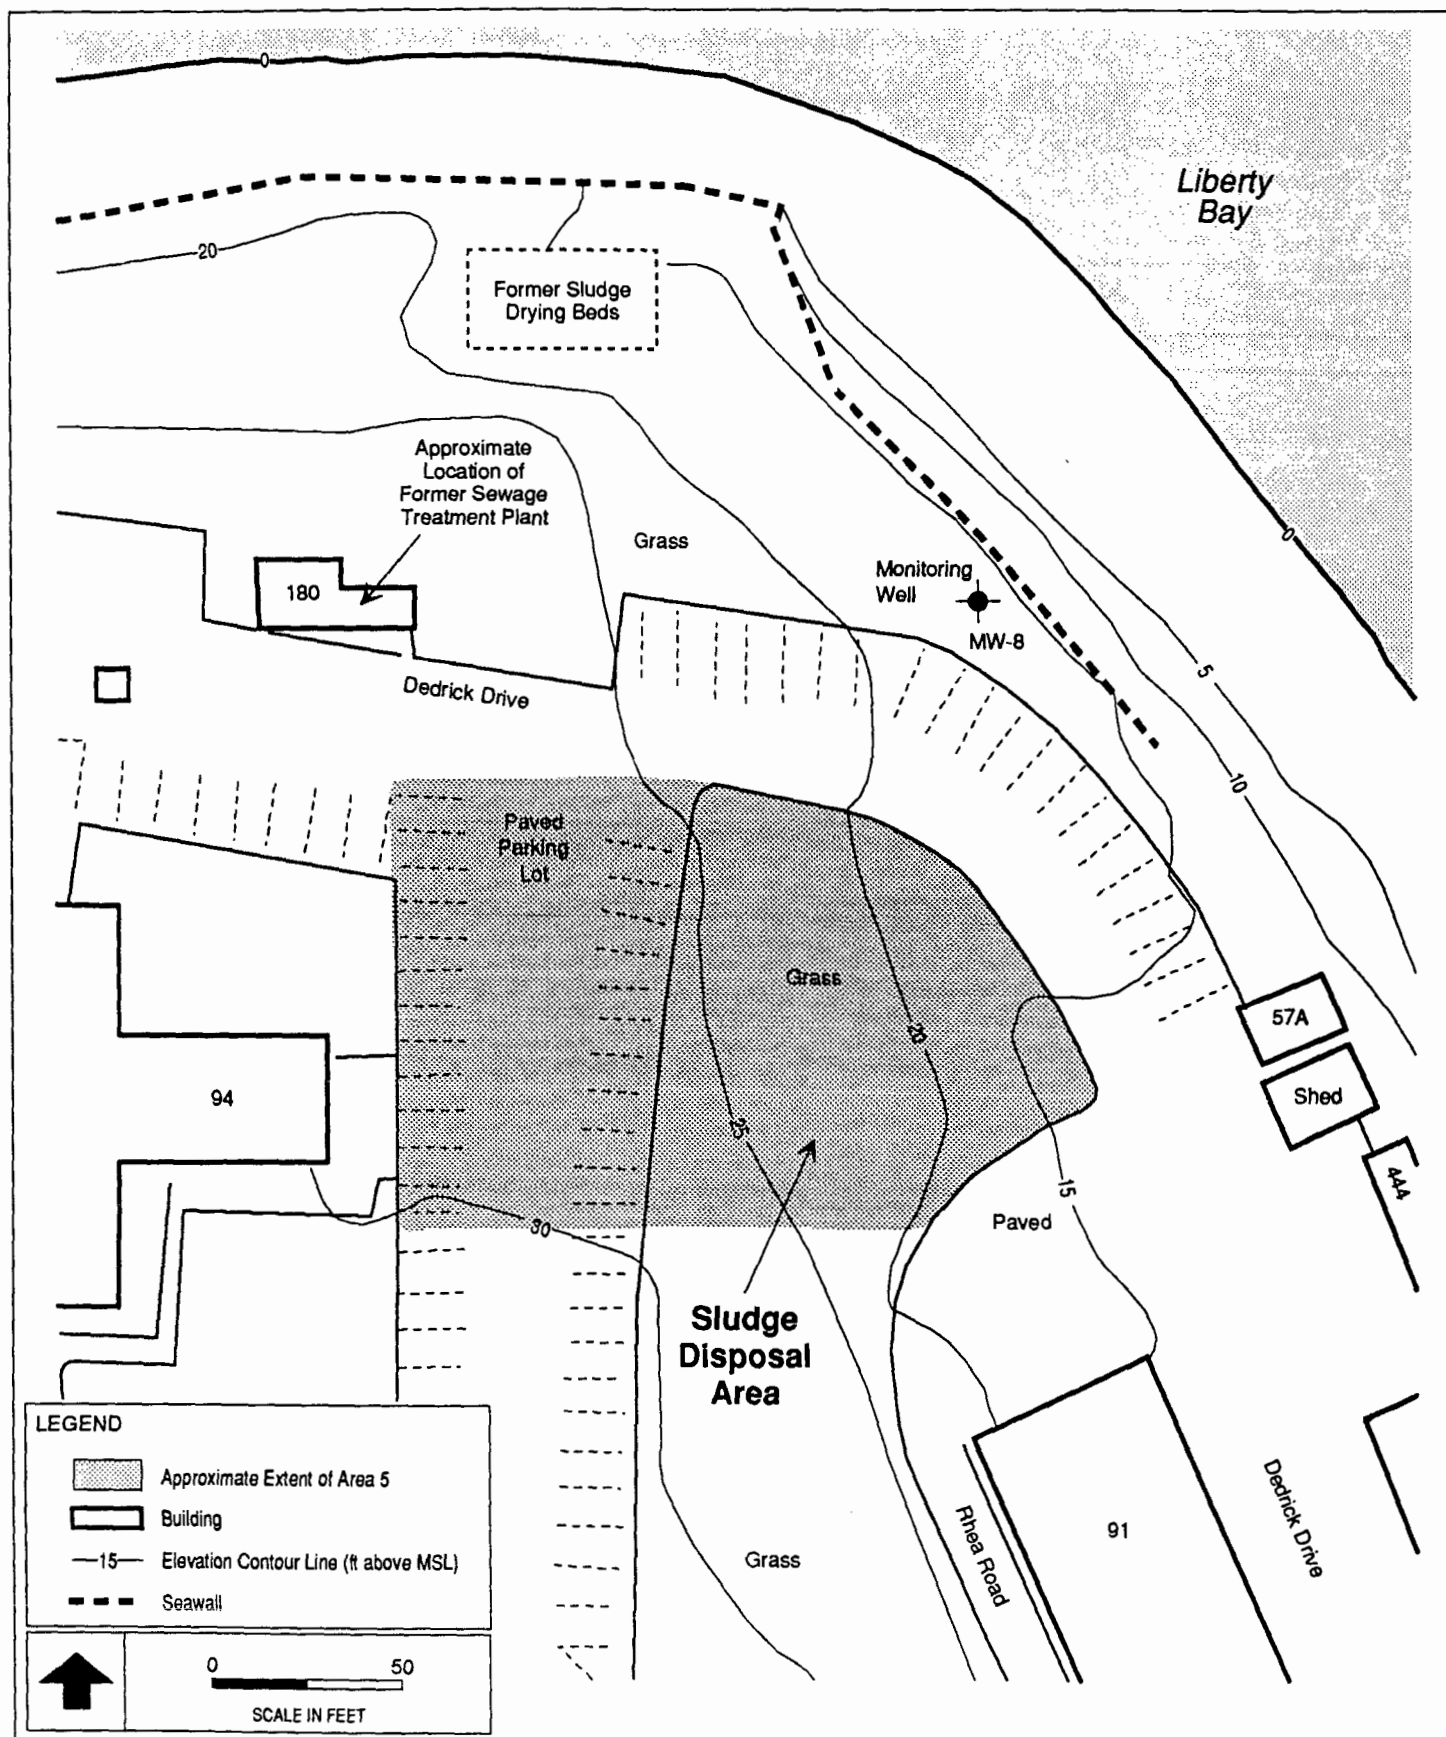 0
Liberty
Bay
20
Former Sludge
Drying Beds
Approximate
Location of
Former Sewage
Treatment Plant
Grass
0
180
Monitoring
Well
MW-8
5
Dedrick Drive
10
Paved
Parking
Lot
Grass
57A
20
94
Shed
25
44A
15
30
Paved
Sludge
Disposal
Area
LEGEND
Approximate Extent of Area 5
Building
15 Elevation Contour Line (ft above MSL)
Seawall
Rhea Road
91
Dedrick Drive
Grass
0 50
SCALE IN FEET